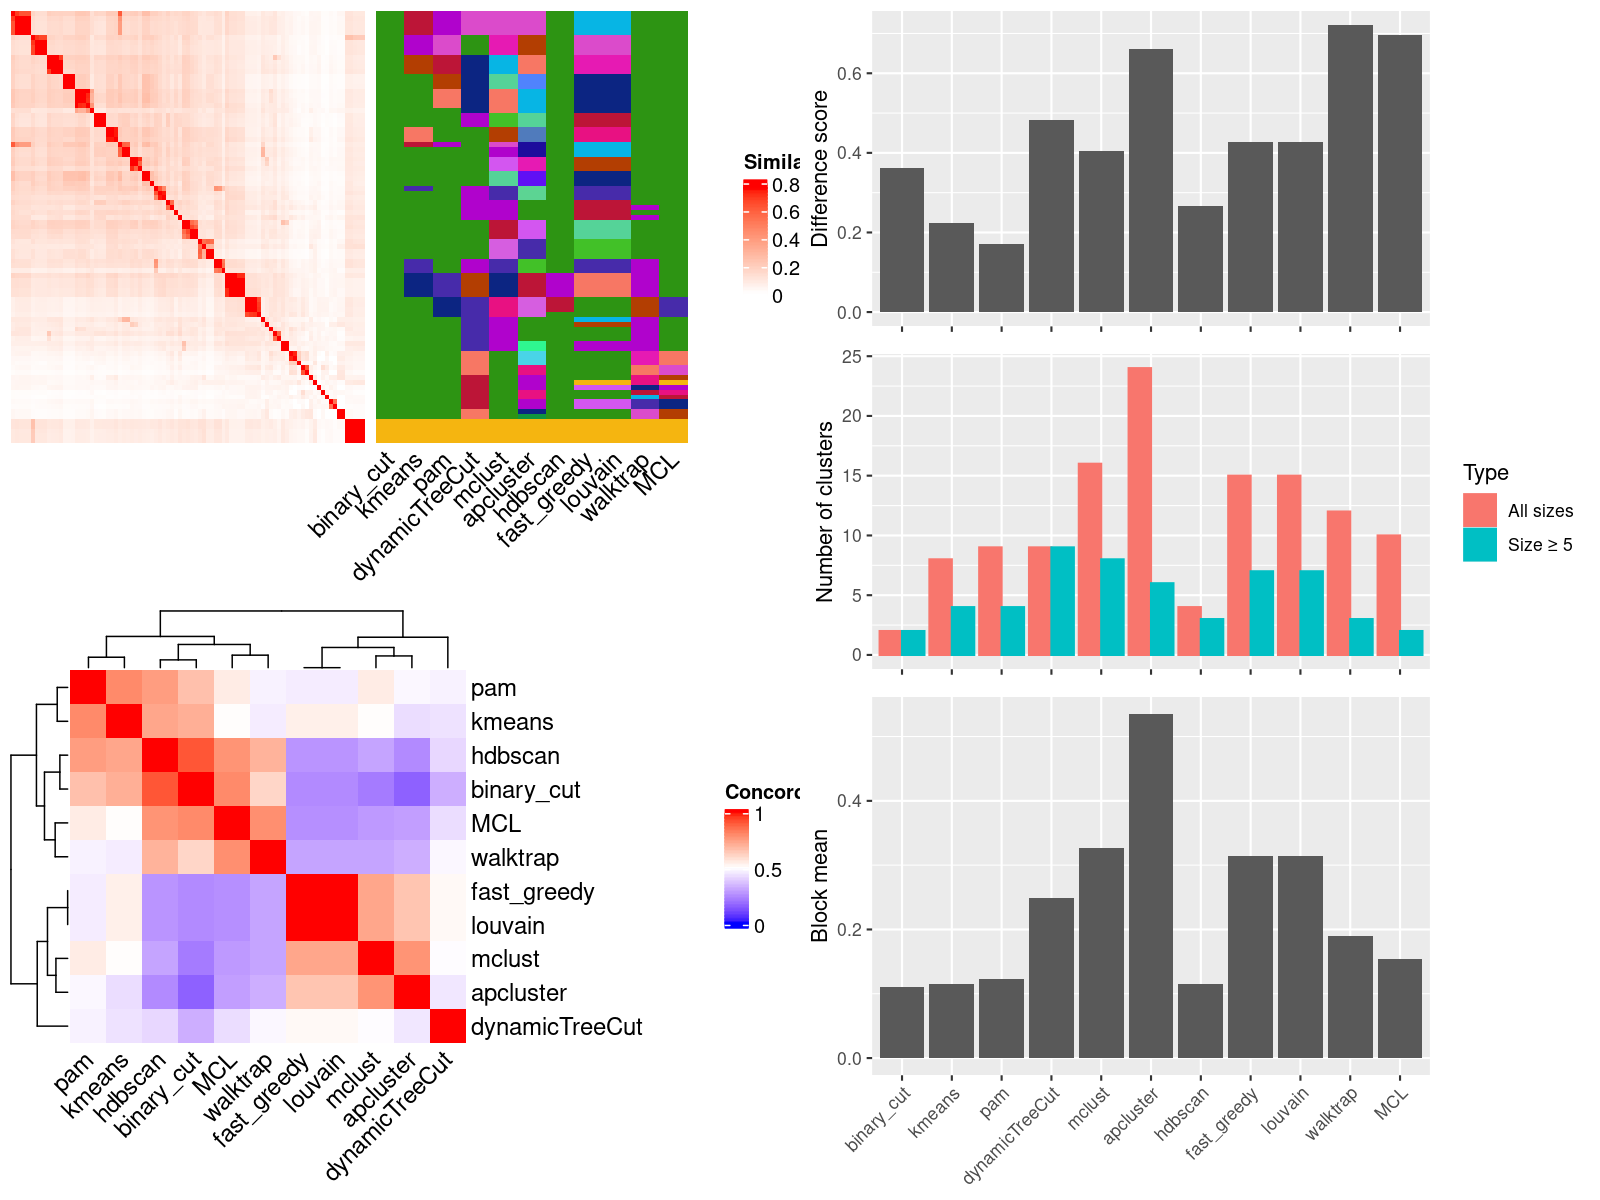 Simila
0.8
0.6
0.4
0.2
0
binary_cut
kmeans
pam
dynamicTreeCut
mclust
apcluster
hdbscan
fast_greedy
louvain
walktrap
MCL
pam
kmeans
hdbscan
binary_cut
MCL
walktrap
fast_greedy
louvain
mclust
apcluster
dynamicTreeCut
pam
kmeans
hdbscan
binary_cut
MCL
walktrap
fast_greedy
louvain
mclust
apcluster
dynamicTreeCut
Concord
1
0.5
0
Difference score
0.6
0.4
0.2
0.0
Number of clusters
25
20
15
10
5
0
Type
All sizes
Size ≥ 5
Block mean
0.4
0.2
0.0
binary_cut
kmeans
pam
dynamicTreeCut
mclust
apcluster
hdbscan
fast_greedy
louvain
walktrap
MCL